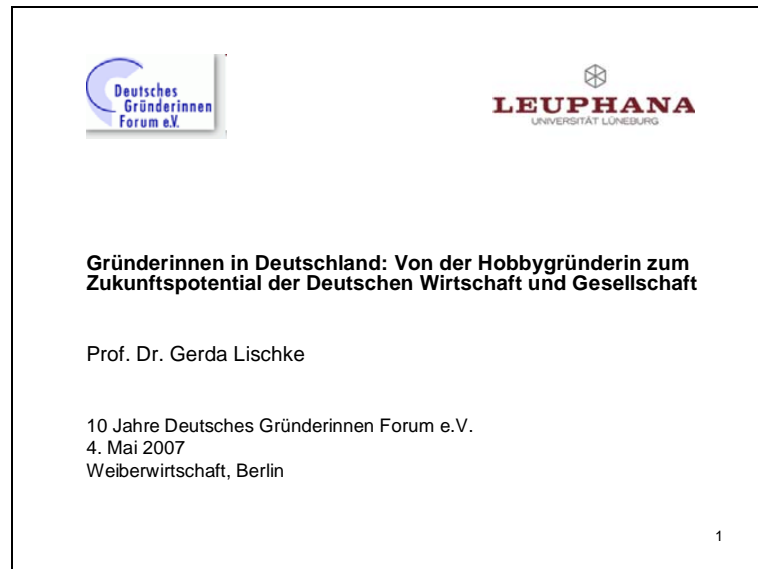 Deutsches
Gründerinnen
Forum e.V.
LEUPHANA
UNIVERSITÄT LÜNEBURG
Gründerinnen in Deutschland: Von der Hobbygründerin zum
Zukunftspotential der Deutschen Wirtschaft und Gesellschaft
Prof. Dr. Gerda Lischke
10 Jahre Deutsches Gründerinnen Forum e.V.
4. Mai 2007
Weiberwirtschaft, Berlin
1